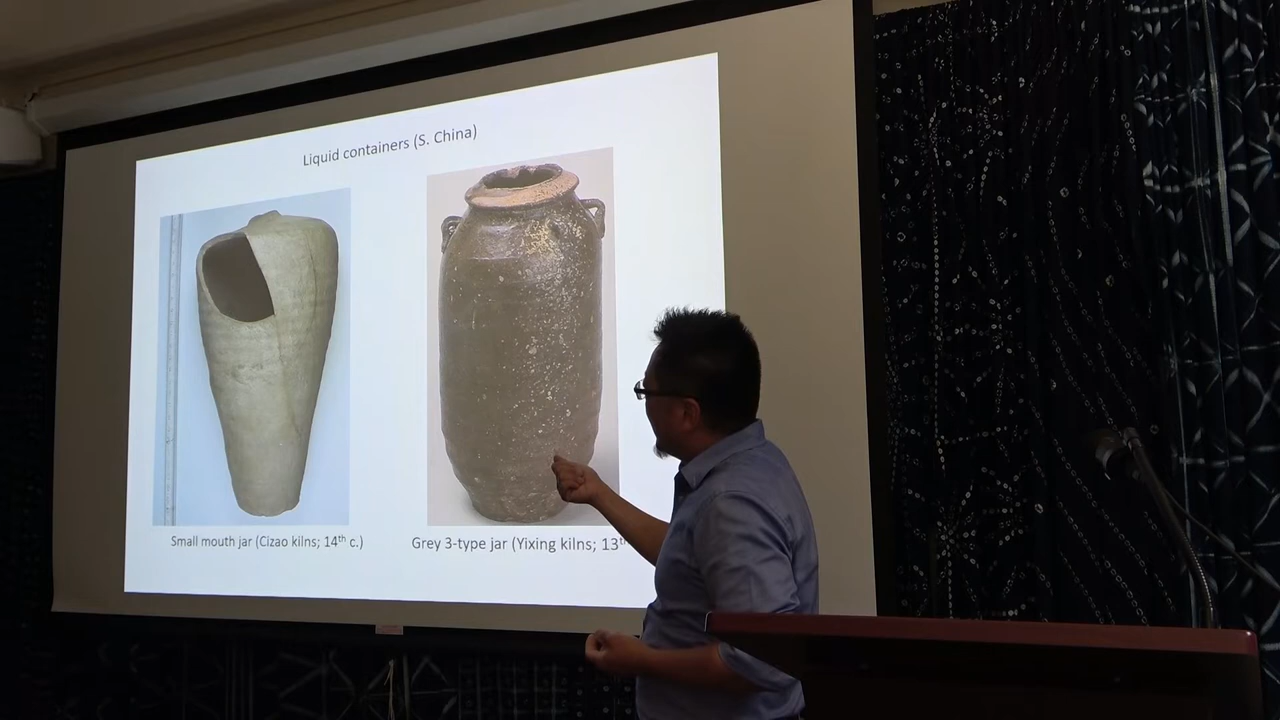 Liquid containers (S. China)
Small mouth jar (Cizao kilns; 14th c.)
Grey 3-type jar (Yixing kilns; 13th